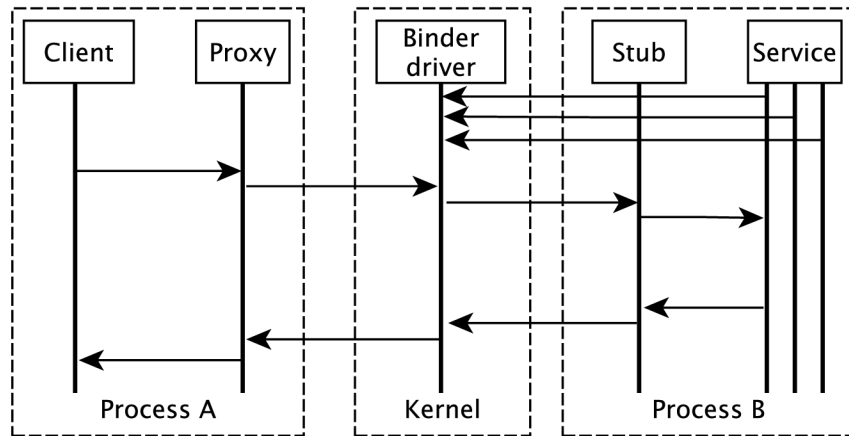 Client
Proxy
Binder
driver
Stub
Service
Process A
Kernel
Process B